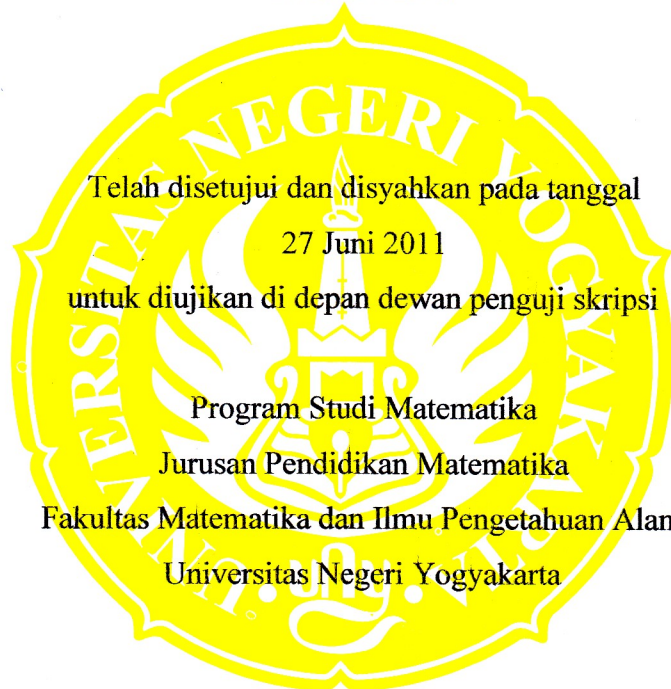 UNIVERSITAS NEGERI YOGYAKARTA
Telah disetujui dan disyahkan pada tanggal
27 Juni 2011
untuk diujikan di depan dewan penguji skripsi
Program Studi Matematika
Jurusan Pendidikan Matematika
Fakultas Matematika dan Ilmu Pengetahuan Alam
Universitas Negeri Yogyakarta
uny